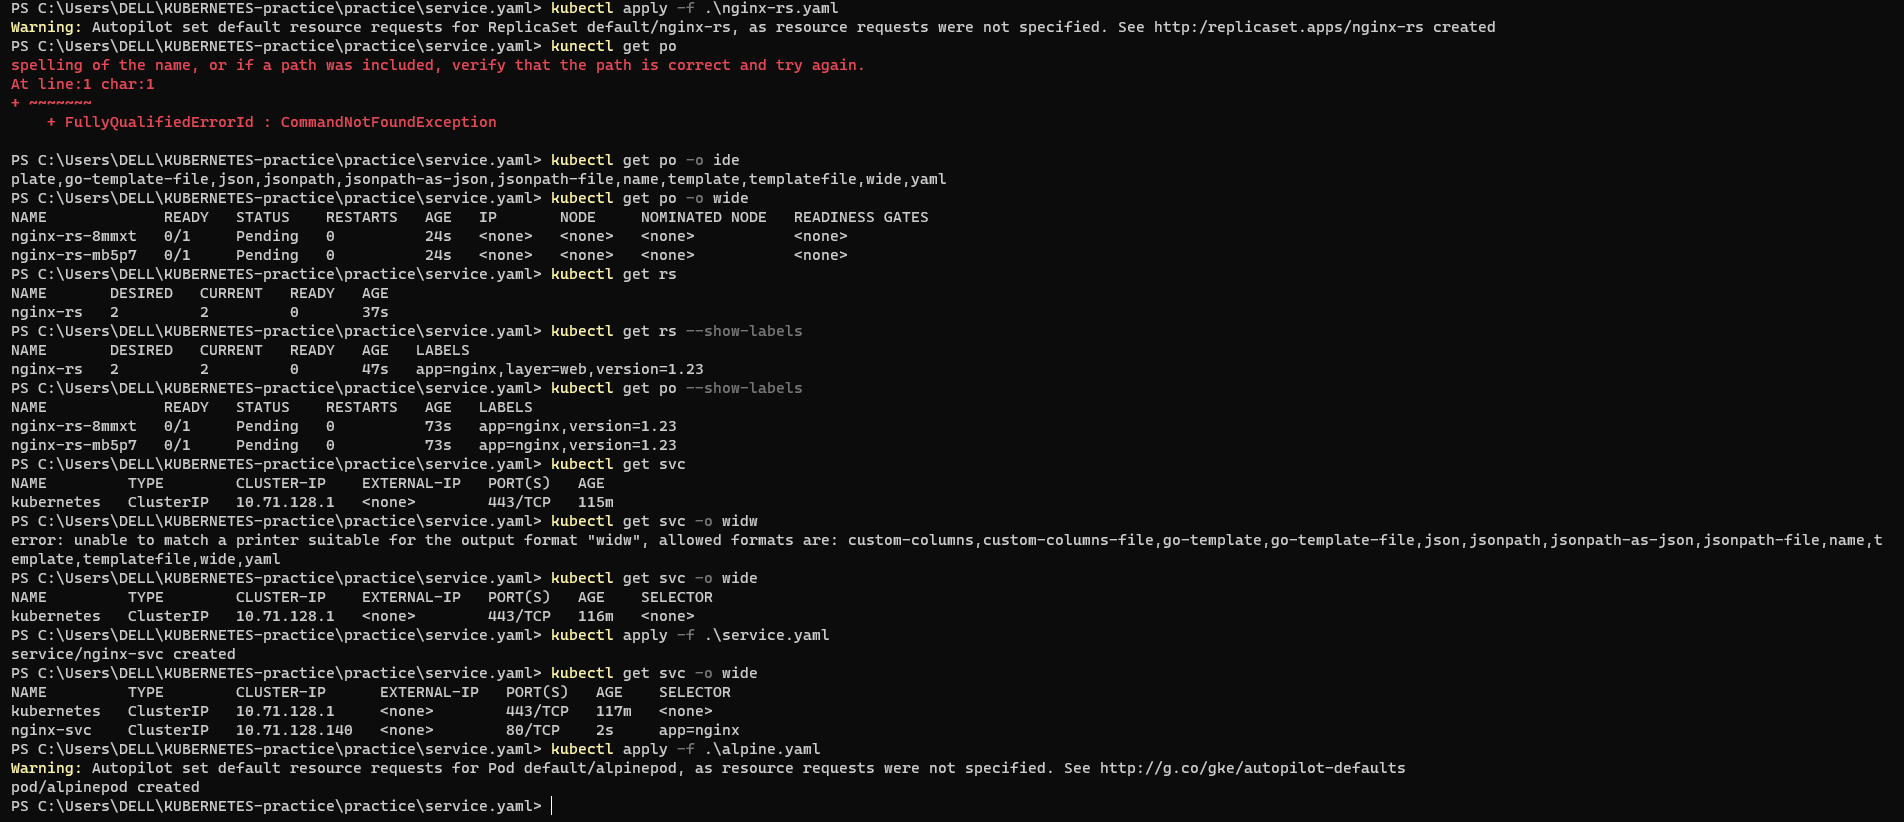 PS C:\Users\DELL\KUBERNETES-practice\practice\service.yaml> kubectl apply -f .\nginx-rs.yaml
Warning: Autopilot set default resource requests for ReplicaSet default/nginx-rs, as resource requests were not specified. See http:/replicaset.apps/nginx-rs created
PS C:\Users\DELL\KUBERNETES-practice\practice\service.yaml> kunectl get po
spelling of the name, or if a path was included, verify that the path is correct and try again.
At line:1 char:1
+ ~~~~~~~
    + FullyQualifiedErrorId : CommandNotFoundException

PS C:\Users\DELL\KUBERNETES-practice\practice\service.yaml> kubectl get po -o ide
plate,go-template-file,json,jsonpath,jsonpath-as-json,jsonpath-file,name,template,templatefile,wide,yaml
PS C:\Users\DELL\KUBERNETES-practice\practice\service.yaml> kubectl get po -o wide
NAME             READY   STATUS    RESTARTS   AGE   IP       NODE     NOMINATED NODE   READINESS GATES
nginx-rs-8mmxt   0/1     Pending   0          24s   <none>   <none>   <none>           <none>
nginx-rs-mb5p7   0/1     Pending   0          24s   <none>   <none>   <none>           <none>
PS C:\Users\DELL\KUBERNETES-practice\practice\service.yaml> kubectl get rs
NAME       DESIRED   CURRENT   READY   AGE
nginx-rs   2         2         0       37s
PS C:\Users\DELL\KUBERNETES-practice\practice\service.yaml> kubectl get rs --show-labels
NAME       DESIRED   CURRENT   READY   AGE   LABELS
nginx-rs   2         2         0       47s   app=nginx,layer=web,version=1.23
PS C:\Users\DELL\KUBERNETES-practice\practice\service.yaml> kubectl get po --show-labels
NAME             READY   STATUS    RESTARTS   AGE   LABELS
nginx-rs-8mmxt   0/1     Pending   0          73s   app=nginx,version=1.23
nginx-rs-mb5p7   0/1     Pending   0          73s   app=nginx,version=1.23
PS C:\Users\DELL\KUBERNETES-practice\practice\service.yaml> kubectl get svc
NAME         TYPE        CLUSTER-IP    EXTERNAL-IP   PORT(S)   AGE
kubernetes   ClusterIP   10.71.128.1   <none>        443/TCP   115m
PS C:\Users\DELL\KUBERNETES-practice\practice\service.yaml> kubectl get svc -o widw
error: unable to match a printer suitable for the output format "widw", allowed formats are: custom-columns,custom-columns-file,go-template,go-template-file,json,jsonpath,jsonpath-as-json,jsonpath-file,name,t
emplate,templatefile,wide,yaml
PS C:\Users\DELL\KUBERNETES-practice\practice\service.yaml> kubectl get svc -o wide
NAME         TYPE        CLUSTER-IP    EXTERNAL-IP   PORT(S)   AGE    SELECTOR
kubernetes   ClusterIP   10.71.128.1   <none>        443/TCP   116m   <none>
PS C:\Users\DELL\KUBERNETES-practice\practice\service.yaml> kubectl apply -f .\service.yaml
service/nginx-svc created
PS C:\Users\DELL\KUBERNETES-practice\practice\service.yaml> kubectl get svc -o wide
NAME         TYPE        CLUSTER-IP      EXTERNAL-IP   PORT(S)   AGE    SELECTOR
kubernetes   ClusterIP   10.71.128.1     <none>        443/TCP   117m   <none>
nginx-svc    ClusterIP   10.71.128.140   <none>        80/TCP    2s     app=nginx
PS C:\Users\DELL\KUBERNETES-practice\practice\service.yaml> kubectl apply -f .\alpine.yaml
Warning: Autopilot set default resource requests for Pod default/alpinepod, as resource requests were not specified. See http://g.co/gke/autopilot-defaults
pod/alpinepod created
PS C:\Users\DELL\KUBERNETES-practice\practice\service.yaml>